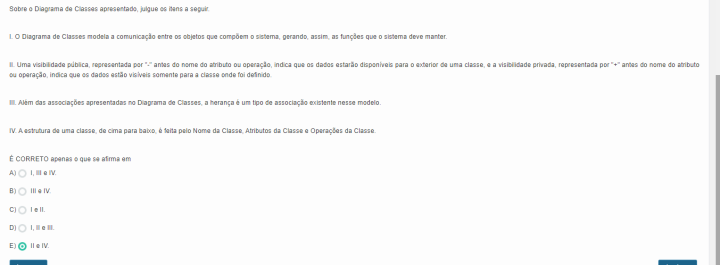 Sobre o Diagrama de Classes apresentado, julgue os itens a seguir.
I. O Diagrama de Classes modela a comunicação entre os objetos que compõem o sistema, gerando, assim, as funções que o sistema deve manter.
II. Uma visibilidade pública, representada por "-" antes do nome do atributo ou operação, indica que os dados estarão disponíveis para o exterior de uma classe, e a visibilidade privada, representada por "+" antes do nome do atributo
ou operação, indica que os dados estão visíveis somente para a classe onde foi definido.
III. Além das associações apresentadas no Diagrama de Classes, a herança é um tipo de associação existente nesse modelo.
IV. A estrutura de uma classe, de cima para baixo, é feita pelo Nome da Classe, Atributos da Classe e Operações da Classe.
É CORRETO apenas o que se afirma em
A) I, III e IV.
B) III e IV.
C) I e II.
D) I, II e III.
E) II e IV.